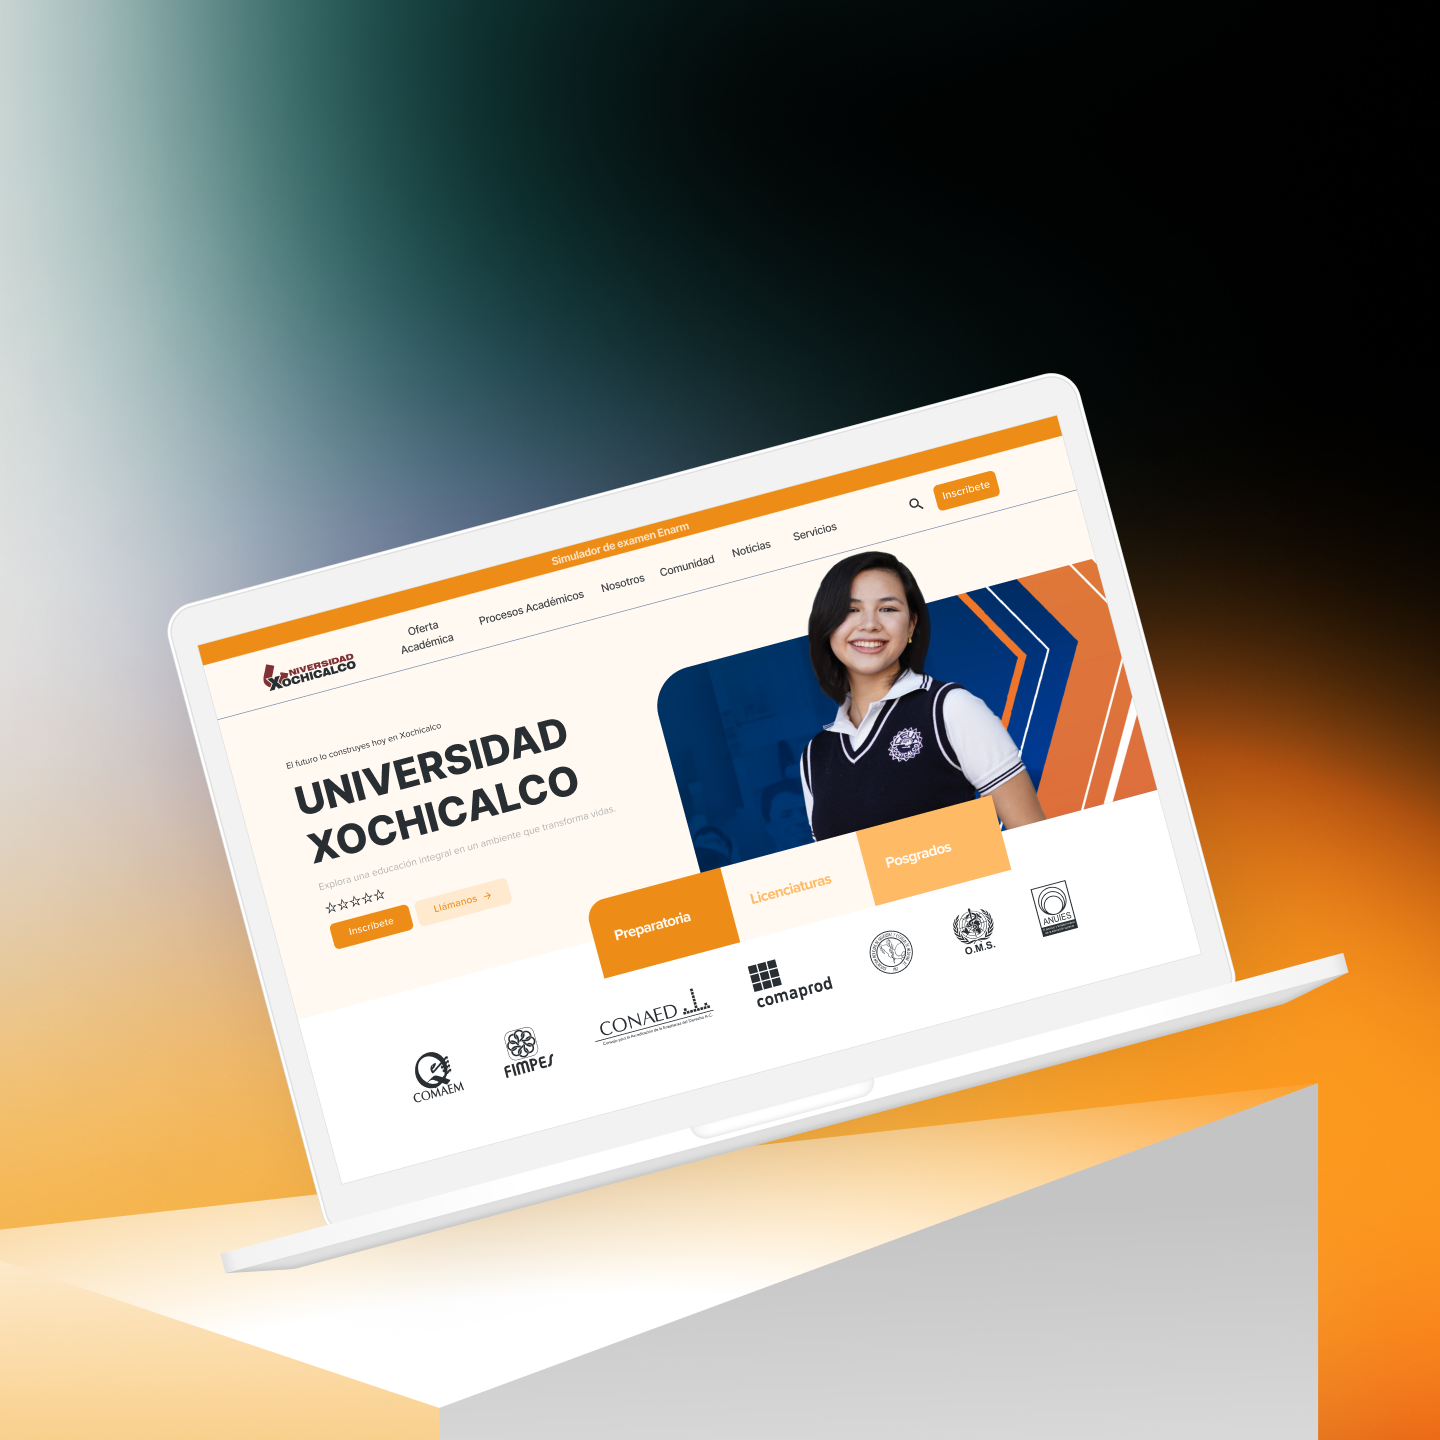 Simulador de examen Enarm
UNIVERSIDAD
XOCHICALCO
Oferta
Académica
Procesos Académicos
Nosotros
Comunidad
Noticias
Servicios
Inscríbete
El futuro lo construyes hoy en Xochicalco
UNIVERSIDAD
XOCHICALCO
Explora una educación integral en un ambiente que transforma vidas.
Inscríbete
Llámanos →
Preparatoria
Licenciaturas
Posgrados
COMAEM
FIMPES
CONAED
Consejo para la Acreditación de la Enseñanza del Derecho A.C.
comaprod
O.M.S.
ANUIES